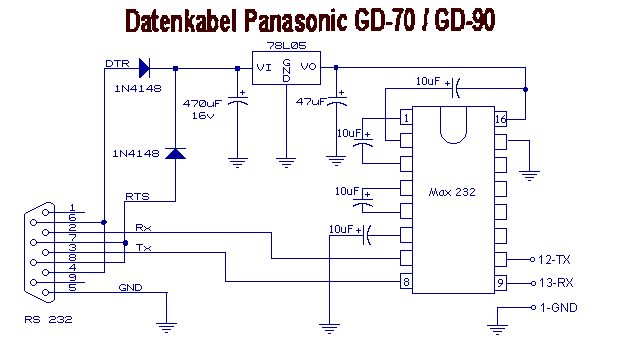 Datenkabel Panasonic GD-70 / GD-90
DTR
1N4148
78L05
VI
GND
VO
470uF
16v
47uF
10uF
+
+
+
1N4148
RTS
10uF
+
10uF
+
10uF
+
1
16
Max 232
8
9
Rx
Tx
GND
1
6
2
7
3
8
4
9
5
RS 232
12-TX
13-RX
1-GND